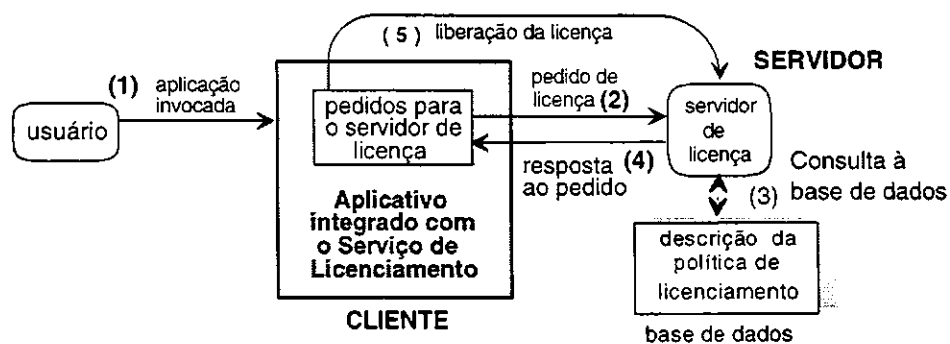 (5) liberação da licença
SERVIDOR
(1) aplicação
invocada
usuário
pedidos para
o servidor de
licença
pedido de
licença (2)
servidor
de
licença
resposta (4)
ao pedido
Aplicativo
integrado com
o Serviço de
Licenciamento
CLIENTE
Consulta à
(3) base de dados
descrição da
política de
licenciamento
base de dados